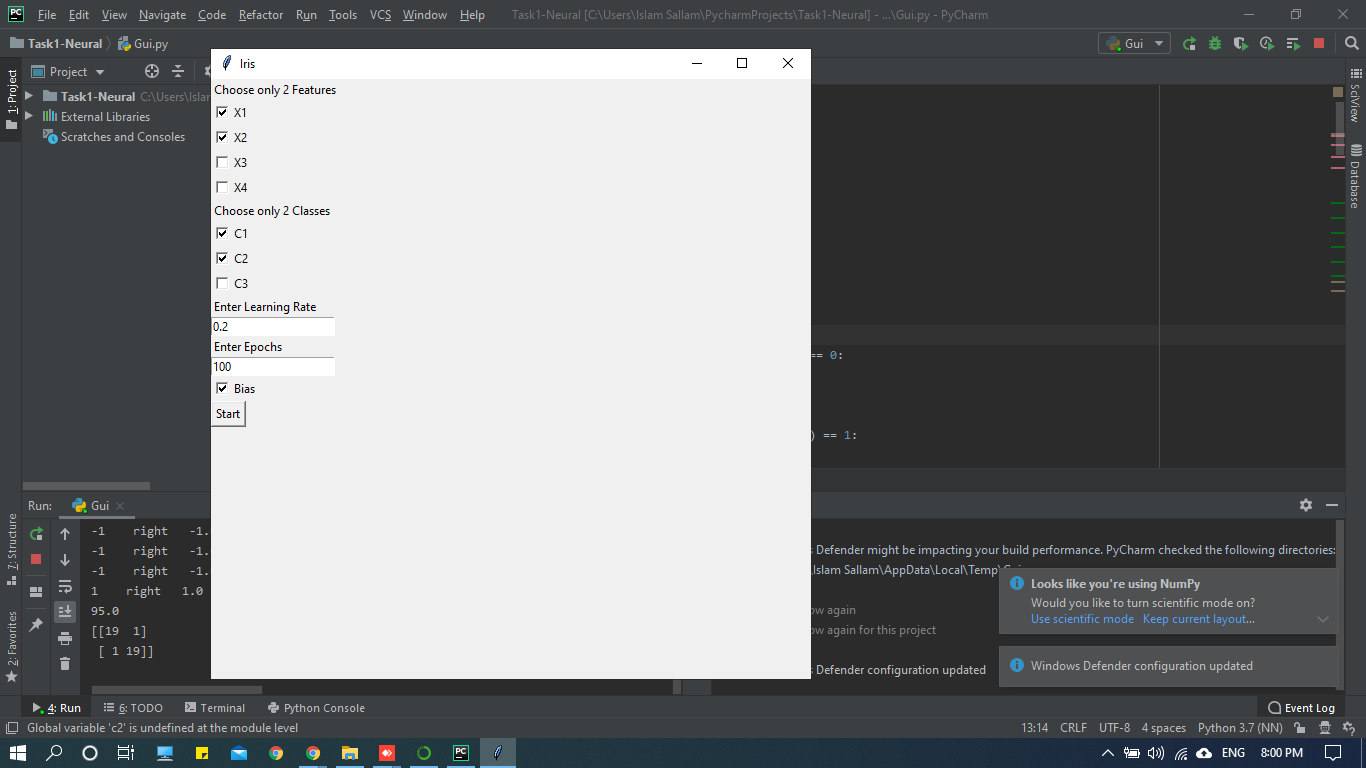 PC File Edit View Navigate Code Refactor Run Tools VCS Window Help Task1-Neural [C:\Users\Islam Sallam\PycharmProjects\Task1-Neural] - ...\Gui.py - PyCharm
Task1-Neural Gui.py Gui
1: Project
Project
Task1-Neural C:\Users\Islam
External Libraries
Scratches and Consoles
Iris
Choose only 2 Features
X1
X2
X3
X4
Choose only 2 Classes
C1
C2
C3
Enter Learning Rate
0.2
Enter Epochs
100
Bias
Start
== 0:
) == 1:
SciView
Database
7: Structure
2: Favorites
Run: Gui
-1 right -1.
-1 right -1.
-1 right -1.
1 right 1.0
95.0
[[19 1]
[ 1 19]]
Defender might be impacting your build performance. PyCharm checked the following directories:
\Islam Sallam\AppData\Local\Temp\
again
again for this project
Defender configuration updated
Looks like you're using NumPy
Would you like to turn scientific mode on?
Use scientific mode Keep current layout...
Windows Defender configuration updated
4: Run 6: TODO Terminal Python Console Event Log
Global variable 'c2' is undefined at the module level 13:14 CRLF UTF-8 4 spaces Python 3.7 (NN)
PC ENG 8:00 PM